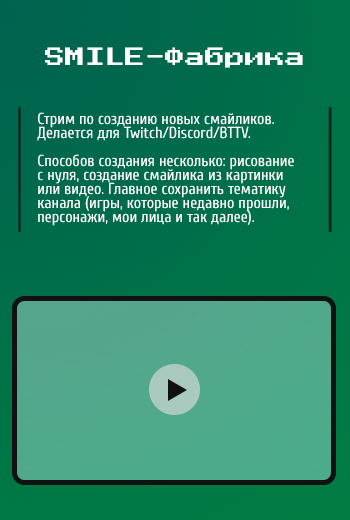 SMILE-Фабрика
Стрим по созданию новых смайликов.
Делается для Twitch/Discord/BTTV.
Способов создания несколько: рисование
с нуля, создание смайлика из картинки
или видео. Главное сохранить тематику
канала (игры, которые недавно прошли,
персонажи, мои лица и так далее).